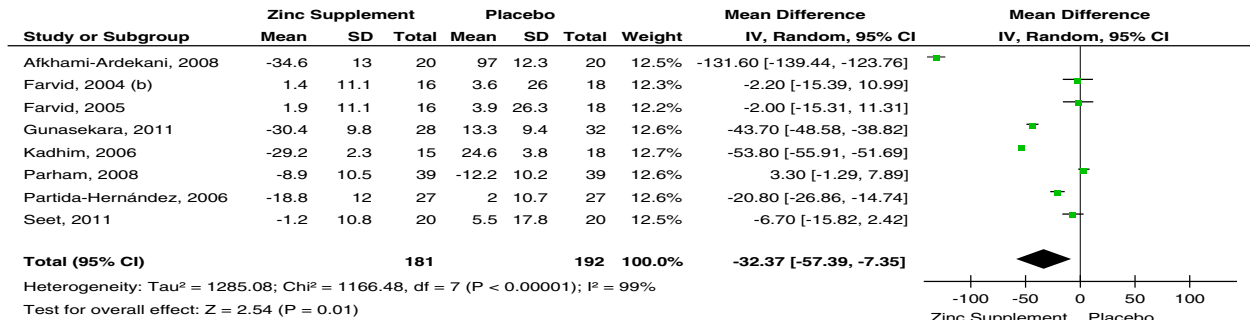 Zinc Supplement Placebo Mean Difference Mean Difference
Study or Subgroup Mean SD Total Mean SD Total Weight IV, Random, 95% CI IV, Random, 95% CI
Afkhami-Ardekani, 2008 -34.6 13 20 97 12.3 20 12.5% -131.60 [-139.44, -123.76]
Farvid, 2004 (b) 1.4 11.1 16 3.6 26 18 12.3% -2.20 [-15.39, 10.99]
Farvid, 2005 1.9 11.1 16 3.9 26.3 18 12.3% -2.00 [-15.31, 11.31]
Gunasekara, 2011 -30.4 9.8 28 13.3 9.4 32 12.6% -43.70 [-48.58, -38.82]
Kadhim, 2006 -29.2 2.3 15 24.6 3.8 18 12.7% -53.80 [-55.91, -51.69]
Parham, 2008 -8.9 10.5 39 -12.2 10.2 39 12.6% 3.30 [-1.29, 7.89]
Partida-Hernández, 2006 -18.8 12 27 2 10.7 27 12.6% -20.80 [-26.86, -14.74]
Seet, 2011 -1.2 10.8 20 5.5 17.8 20 12.5% -6.70 [-15.82, 2.42]
Total (95% CI) 181 192 100.0% -32.37 [-57.39, -7.35]
Heterogeneity: Tau² = 1285.08; Chi² = 1166.48, df = 7 (P < 0.00001); I² = 99%
Test for overall effect: Z = 2.54 (P = 0.01)
-100 -50 0 50 100
Zinc Supplement Placebo